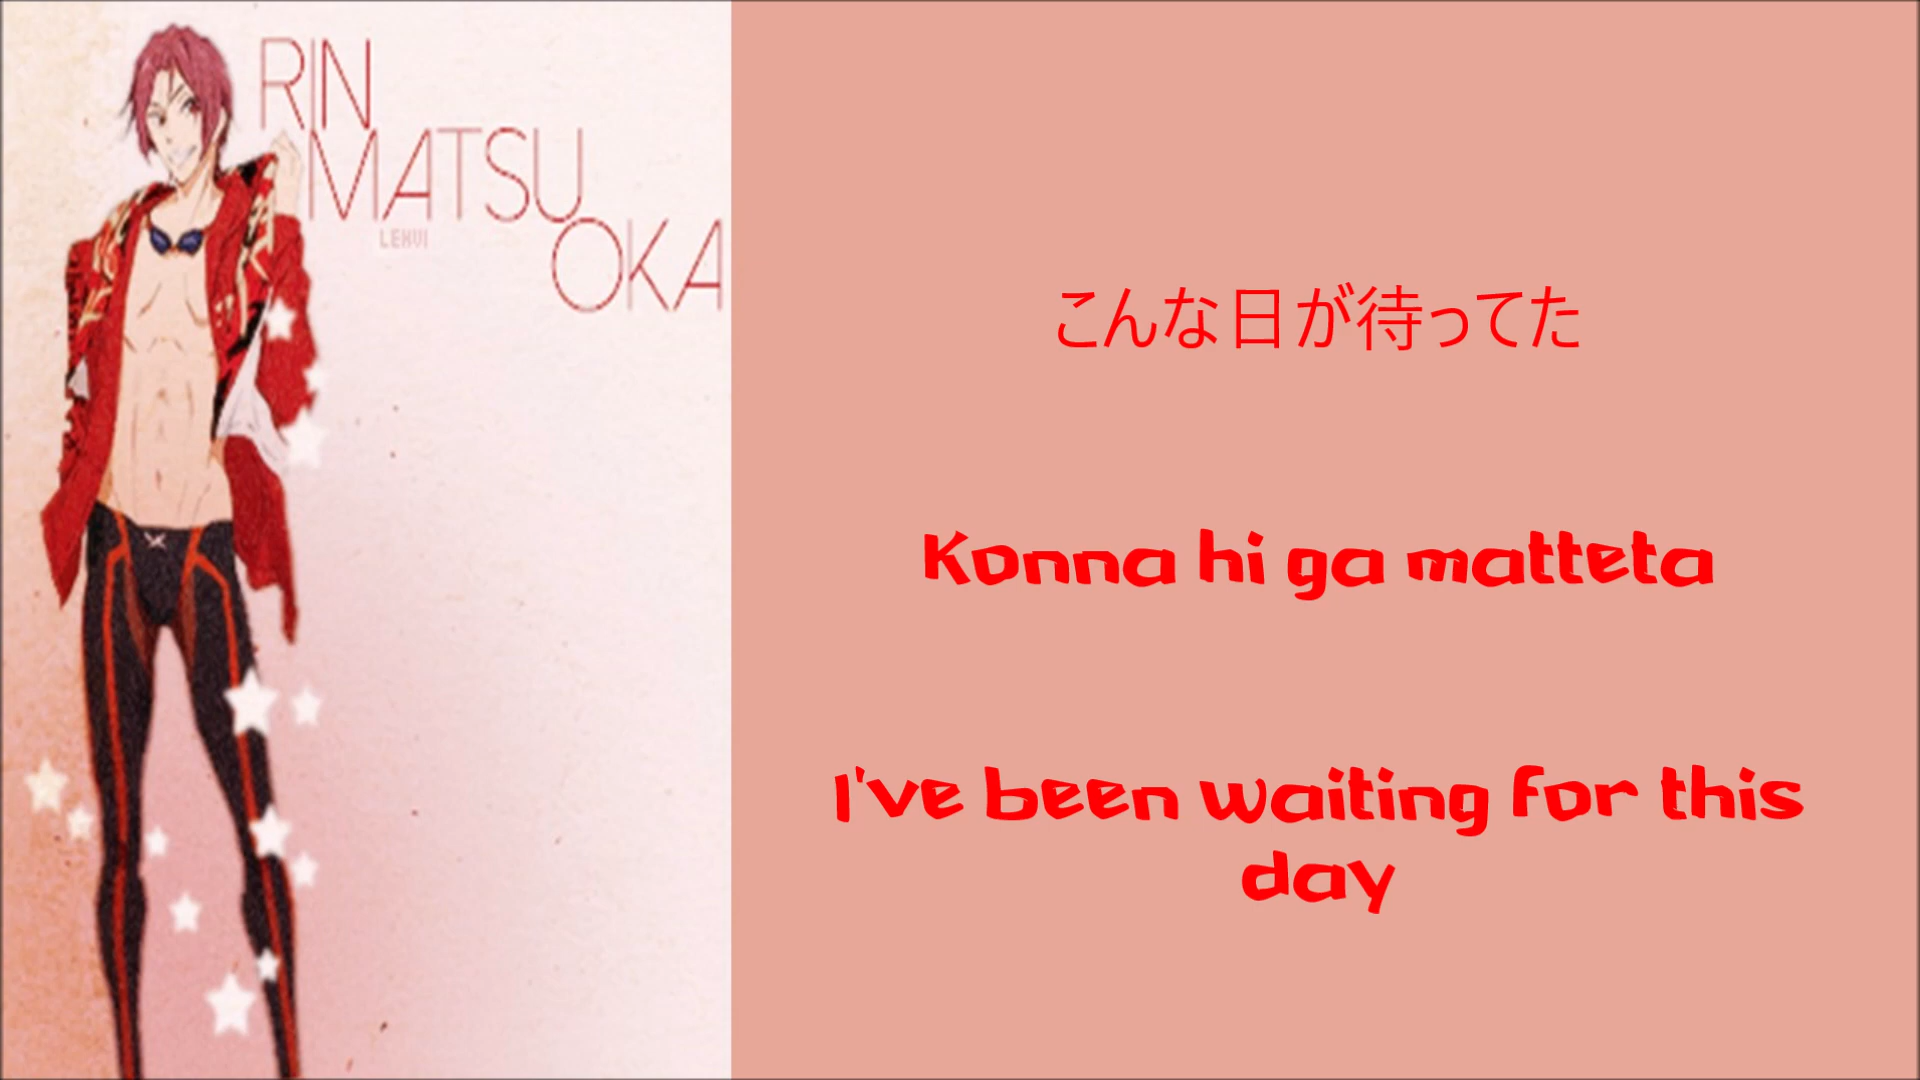 RIN
MATSU
OKA
LEHVI
こんな日が待ってた
Konna hi ga matteta
I've been waiting for this
day